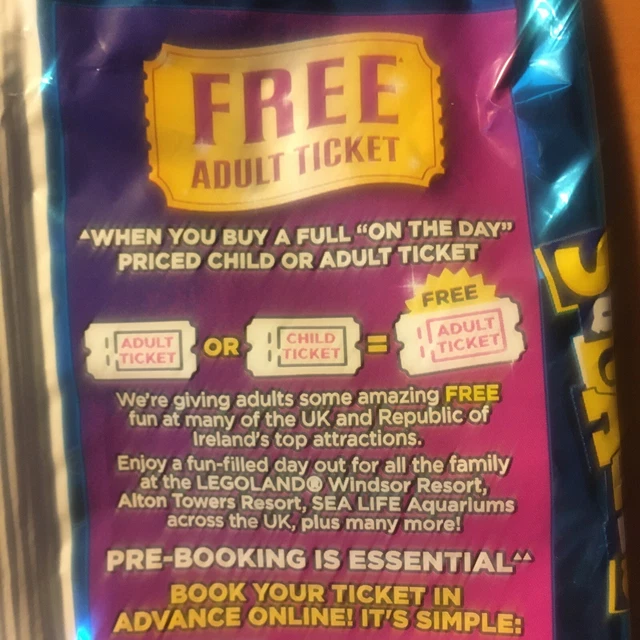 FREE^
ADULT TICKET
^WHEN YOU BUY A FULL “ON THE DAY”
PRICED CHILD OR ADULT TICKET
ADULT
TICKET
OR
CHILD
TICKET
=
FREE
ADULT
TICKET
We're giving adults some amazing FREE
fun at many of the UK and Republic of
Ireland's top attractions.
Enjoy a fun-filled day out for all the family
at the LEGOLAND® Windsor Resort,
Alton Towers Resort, SEA LIFE Aquariums
across the UK, plus many more!
PRE-BOOKING IS ESSENTIAL^^
BOOK YOUR TICKET IN
ADVANCE ONLINE! IT'S SIMPLE: